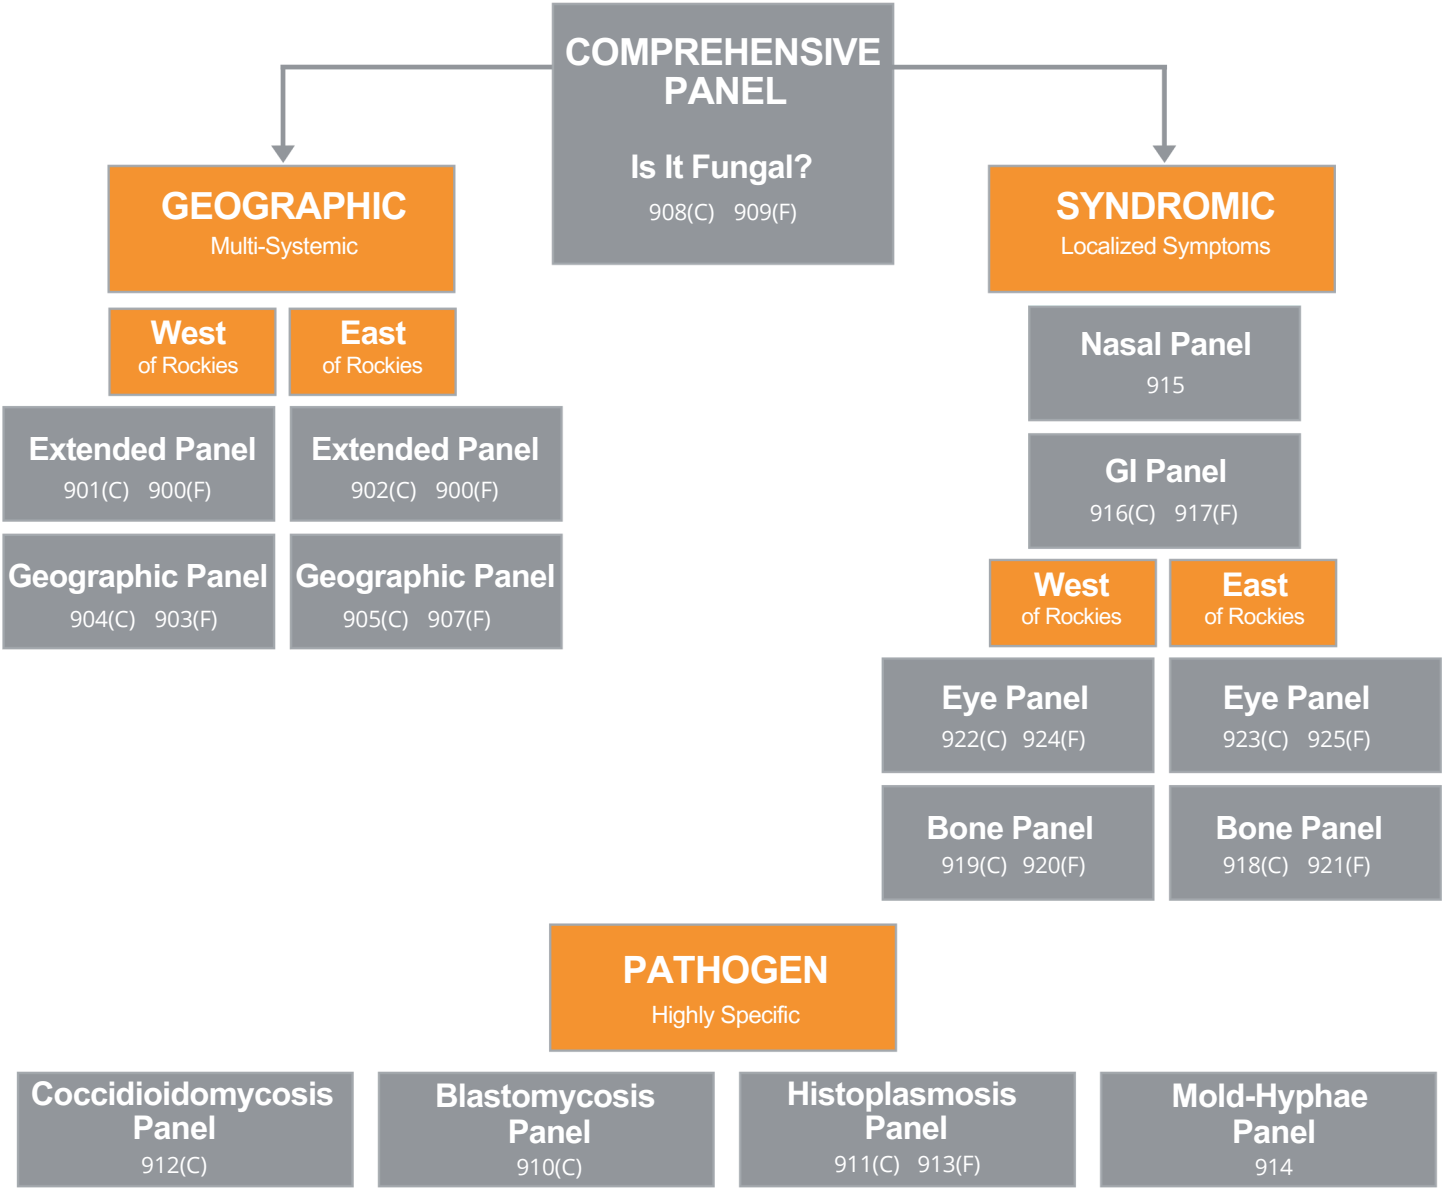 COMPREHENSIVE
PANEL
Is It Fungal?
908(C) 909(F)
GEOGRAPHIC
Multi-Systemic
West
of Rockies
East
of Rockies
Extended Panel
901(C) 900(F)
Extended Panel
902(C) 900(F)
Geographic Panel
904(C) 903(F)
Geographic Panel
905(C) 907(F)
SYNDROMIC
Localized Symptoms
Nasal Panel
915
GI Panel
916(C) 917(F)
West
of Rockies
East
of Rockies
Eye Panel
922(C) 924(F)
Eye Panel
923(C) 925(F)
Bone Panel
919(C) 920(F)
Bone Panel
918(C) 921(F)
PATHOGEN
Highly Specific
Coccidioidomycosis
Panel
912(C)
Blastomycosis
Panel
910(C)
Histoplasmosis
Panel
911(C) 913(F)
Mold-Hyphae
Panel
914